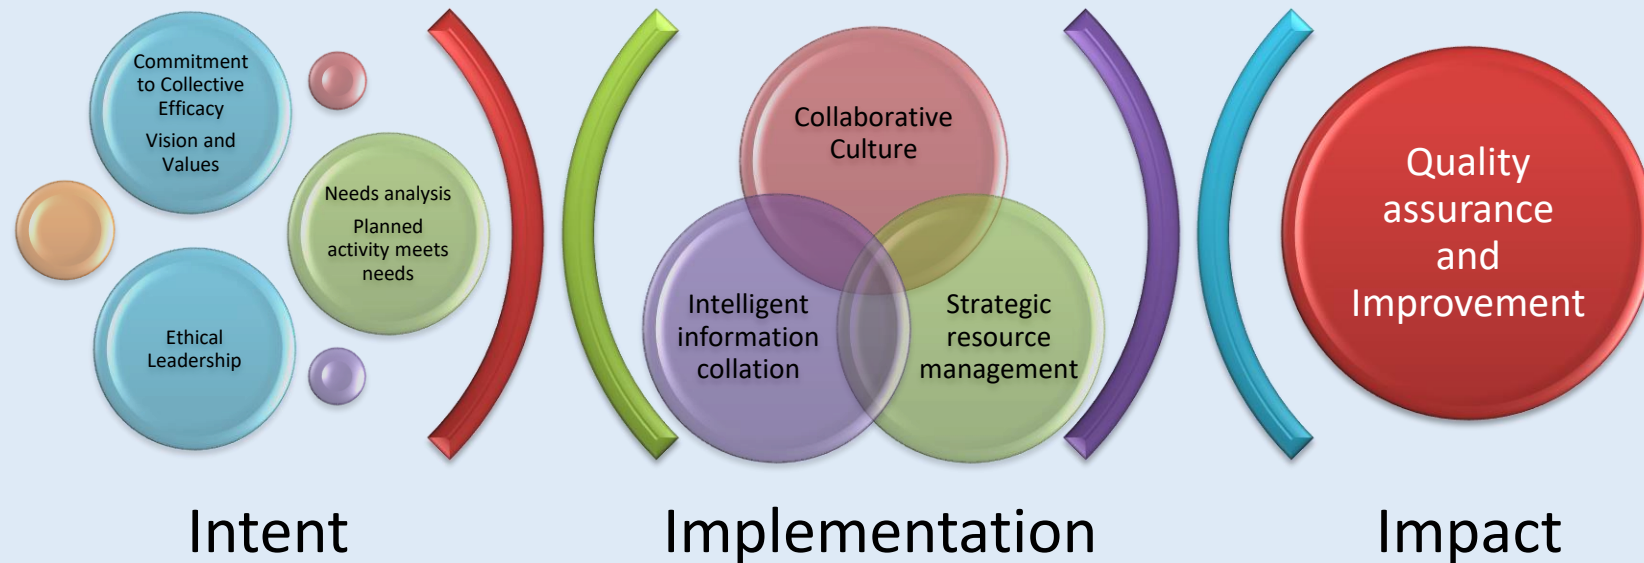 Commitment
to Collective
Efficacy
Vision and
Values
Needs analysis
Planned
activity meets
needs
Ethical
Leadership
Intent
Collaborative
Culture
Intelligent
information
collation
Strategic
resource
management
Implementation
Quality
assurance
and
Improvement
Impact